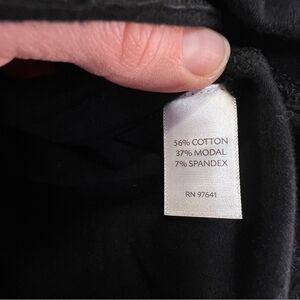 56% COTTON
37% MODAL
7% SPANDEX
RN 97641